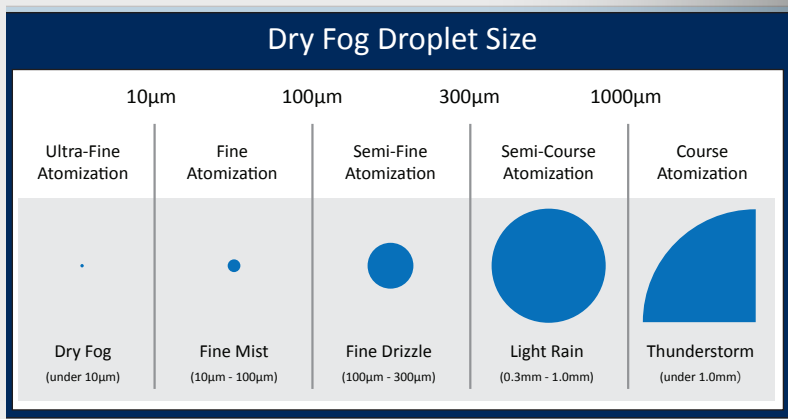 Dry Fog Droplet Size
10µm 100µm 300µm 1000µm
Ultra-Fine Fine Semi-Fine Semi-Course Course
Atomization Atomization Atomization Atomization Atomization
Dry Fog Fine Mist Fine Drizzle Light Rain Thunderstorm
(under 10µm) (10µm - 100µm) (100µm - 300µm) (0.3mm - 1.0mm) (under 1.0mm)